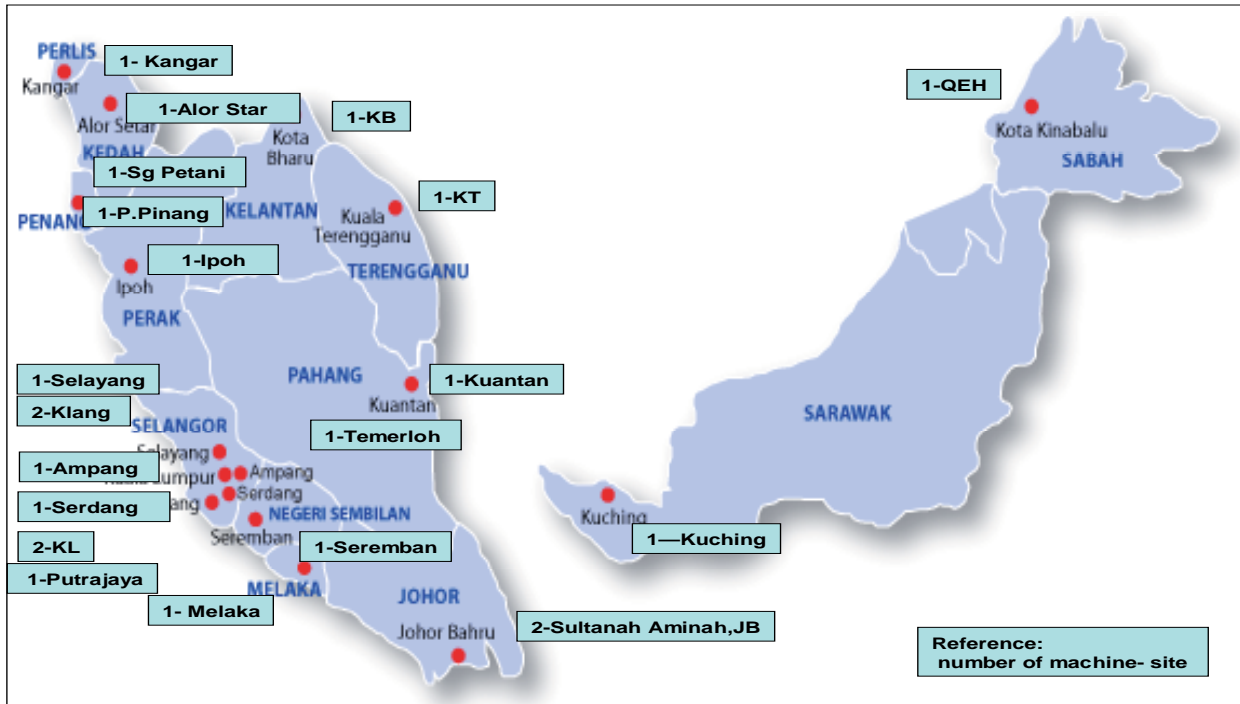 PERLIS
1- Kangar
Kangar
1-Alor Star
Alor Setar
KEDAH
1-KB
Kota
Bharu
1-QEH
Kota Kinabalu
SABAH
1-Sg Petani
1-P.Pinang
PENANG
KELANTAN
1-KT
Kuala
Terengganu
TERENGGANU
1-Ipoh
Ipoh
PERAK
1-Selayang
PAHANG
1-Kuantan
Kuantan
SARAWAK
2-Klang
SELANGOR
1-Temerloh
Selayang
1-Ampang
Ampang
Lumpur
1-Serdang
Serdang
NEGERI SEMBILAN
Kuching
Seremban
2-KL
1-Seremban
1—Kuching
1-Putrajaya
MELAKA
1- Melaka
JOHOR
2-Sultanah Aminah,JB
Johor Bahru
Reference:
number of machine- site